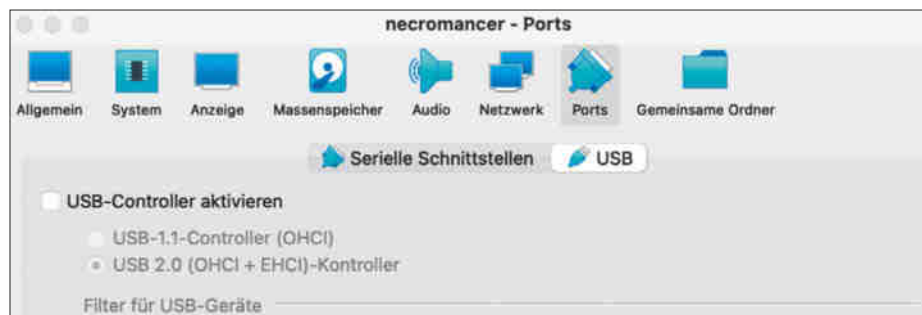 necromancer - Ports
Allgemein System Anzeige Massenspeicher Audio Netzwerk Ports Gemeinsame Ordner
Serielle Schnittstellen USB
USB-Controller aktivieren
USB-1.1-Controller (OHCI)
USB 2.0 (OHCI + EHCI)-Kontroller
Filter für USB-Geräte